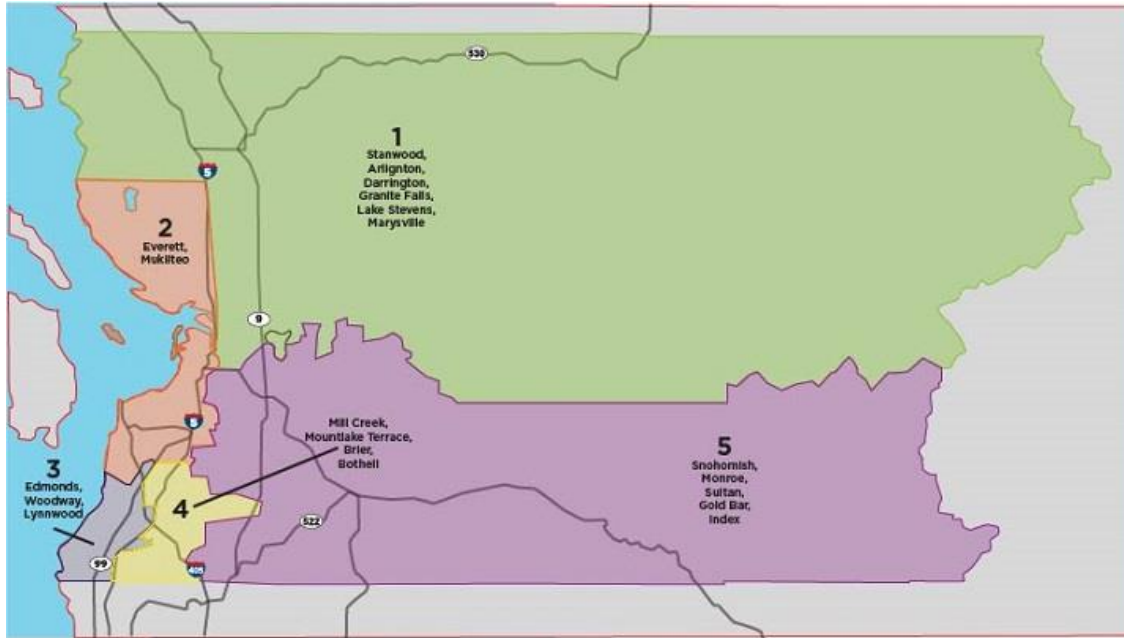 530
1
Stanwood,
Arlignton,
Darrington,
Granite Falls,
Lake Stevens,
Marysville
5
2
Everett,
Mukilteo
9
5
Mill Creek,
Mountlake Terrace,
Brier,
Bothell
5
Snohomish,
Monroe,
Sultan,
Gold Bar,
Index
3
Edmonds,
Woodway,
Lynnwood
4
522
99
405